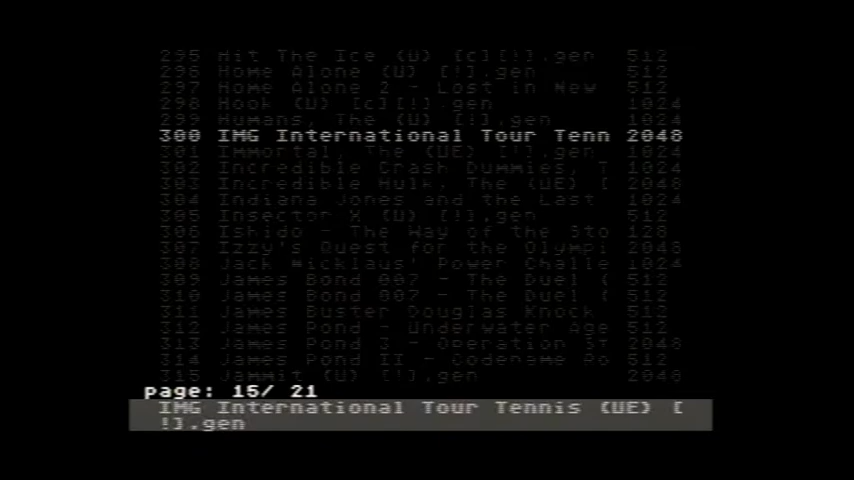 295 Hit The Ice (U) [c][!].gen 512
296 Home Alone (U) [!].gen 512
297 Home Alone 2 - Lost in New 512
298 Hook (U) [c][!].gen 1024
299 Humans, The (U) [!].gen 1024
300 IMG International Tour Tenn 2048
301 Immortal, The (UE) [!].gen 1024
302 Incredible Crash Dummies, T 1024
303 Incredible Hulk, The (UE) [ 2048
304 Indiana Jones and the Last 1024
305 Insector X (U) [!].gen 512
306 Ishido - The Way of the Sto 128
307 Izzy's Quest for the Olympi 2048
308 Jack Nicklaus' Power Challe 1024
309 James Bond 007 - The Duel ( 512
310 James Bond 007 - The Duel ( 512
311 James Buster Douglas Knock 512
312 James Pond - Underwater Age 512
313 James Pond 3 - Operation St 2048
314 James Pond II - Codename Po 512
315 Jammit (U) [!].gen 2048
page: 15/ 21
IMG International Tour Tennis (UE) [
!].gen